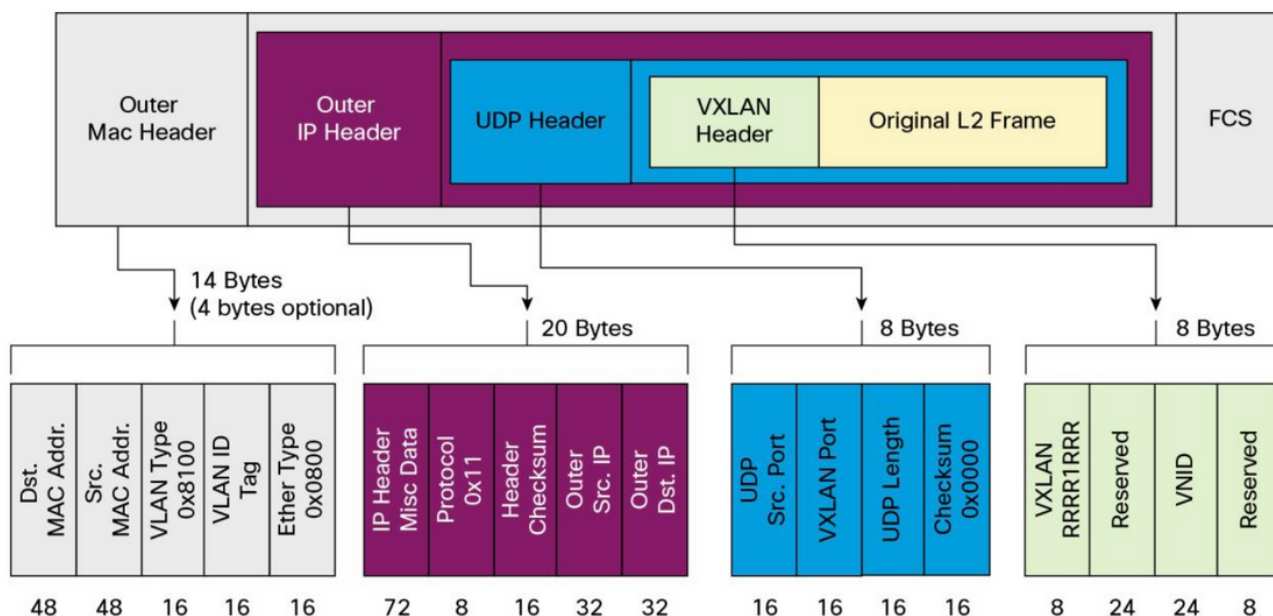 Outer
Mac Header
Outer
IP Header
UDP Header
VXLAN
Header
Original L2 Frame
FCS
14 Bytes
(4 bytes optional)
20 Bytes
8 Bytes
8 Bytes
Dst.
MAC Addr.
Src.
MAC Addr.
VLAN Type
0x8100
VLAN ID
Tag
Ether Type
0x0800
IP Header
Misc Data
Protocol
0x11
Header
Checksum
Outer
Src. IP
Outer
Dst. IP
UDP
Src. Port
VXLAN Port
UDP Length
Checksum
0x0000
VXLAN
RRRR1RRR
Reserved
VNID
Reserved
48 48 16 16 16
72 8 16 32 32
16 16 16 16
8 24 24 8